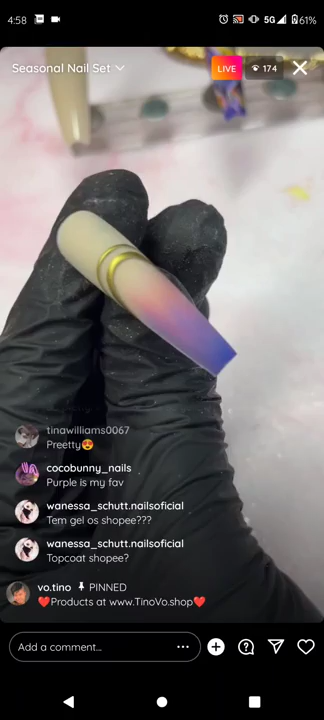 4:58
5G 61%
Seasonal Nail Set
LIVE 174
tinawilliams0067
Preetty😍
cocobunny_nails
Purple is my fav
wanessa_schutt.nailsoficial
Tem gel os shopee???
wanessa_schutt.nailsoficial
Topcoat shopee?
vo.tino PINNED
❤️Products at www.TinoVo.shop❤️
Add a comment...